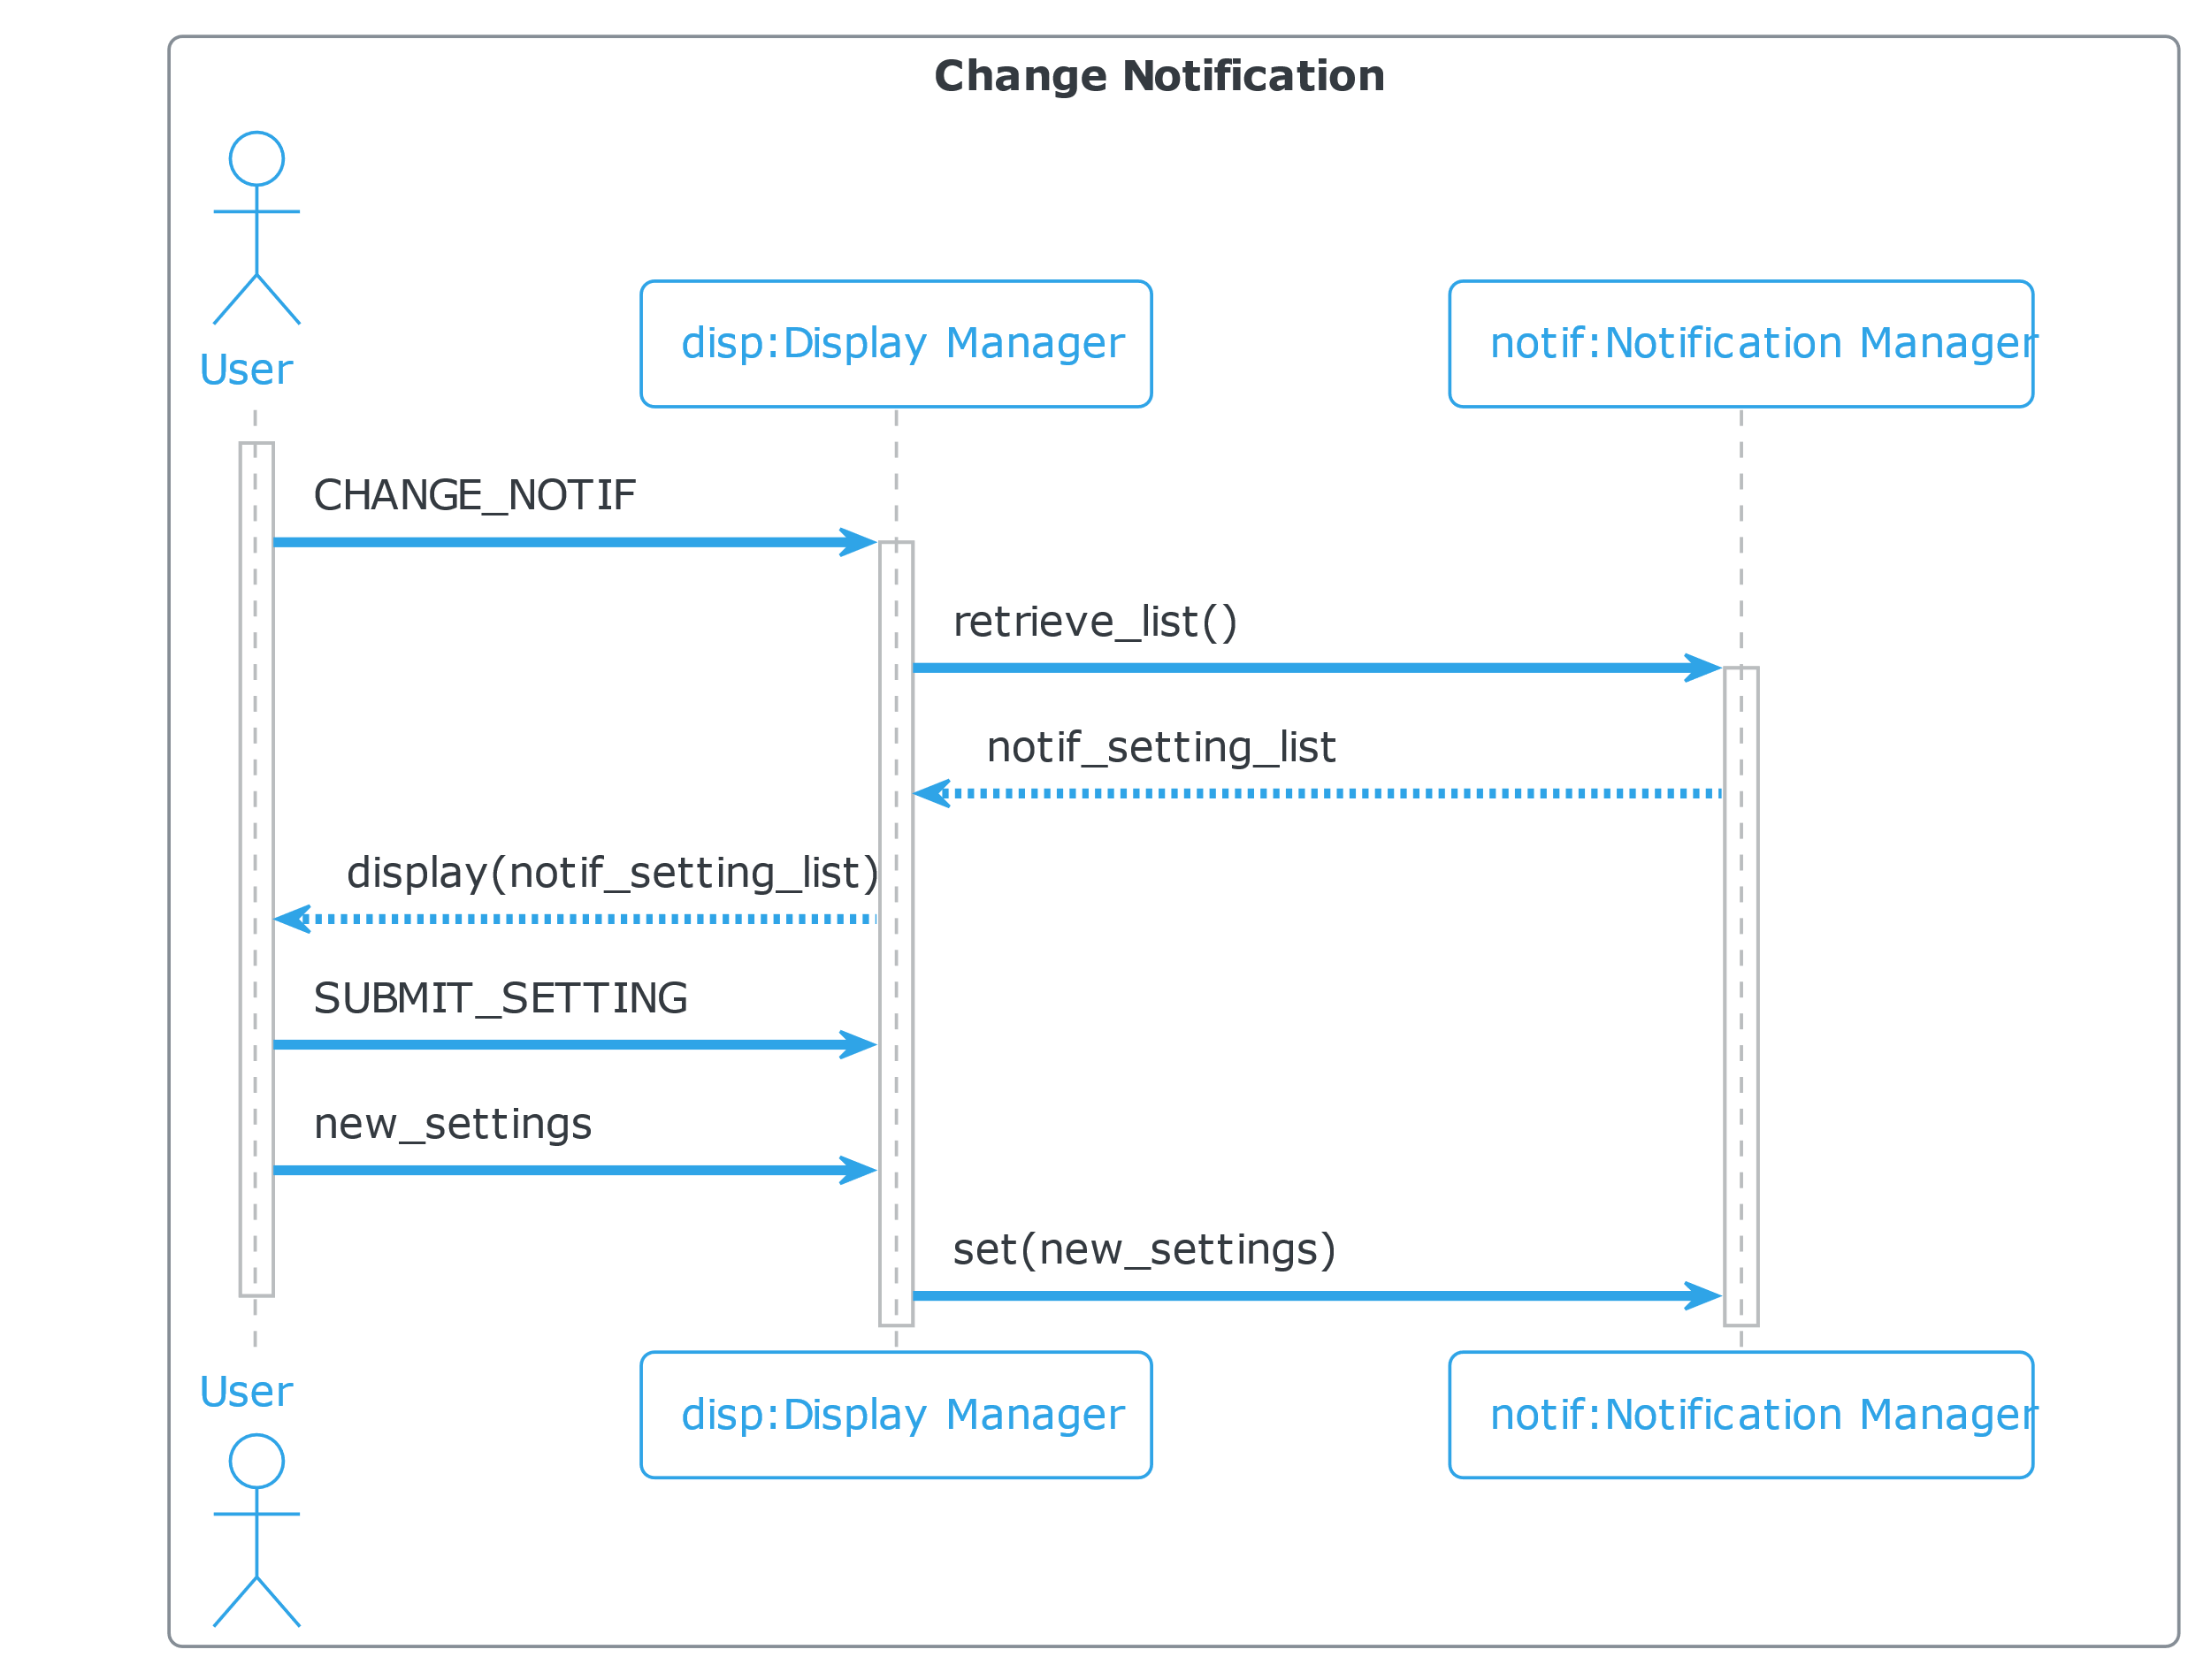 Change Notification
User
disp:Display Manager
notif:Notification Manager
CHANGE_NOTIF
retrieve_list()
notif_setting_list
display(notif_setting_list)
SUBMIT_SETTING
new_settings
set(new_settings)
User
disp:Display Manager
notif:Notification Manager